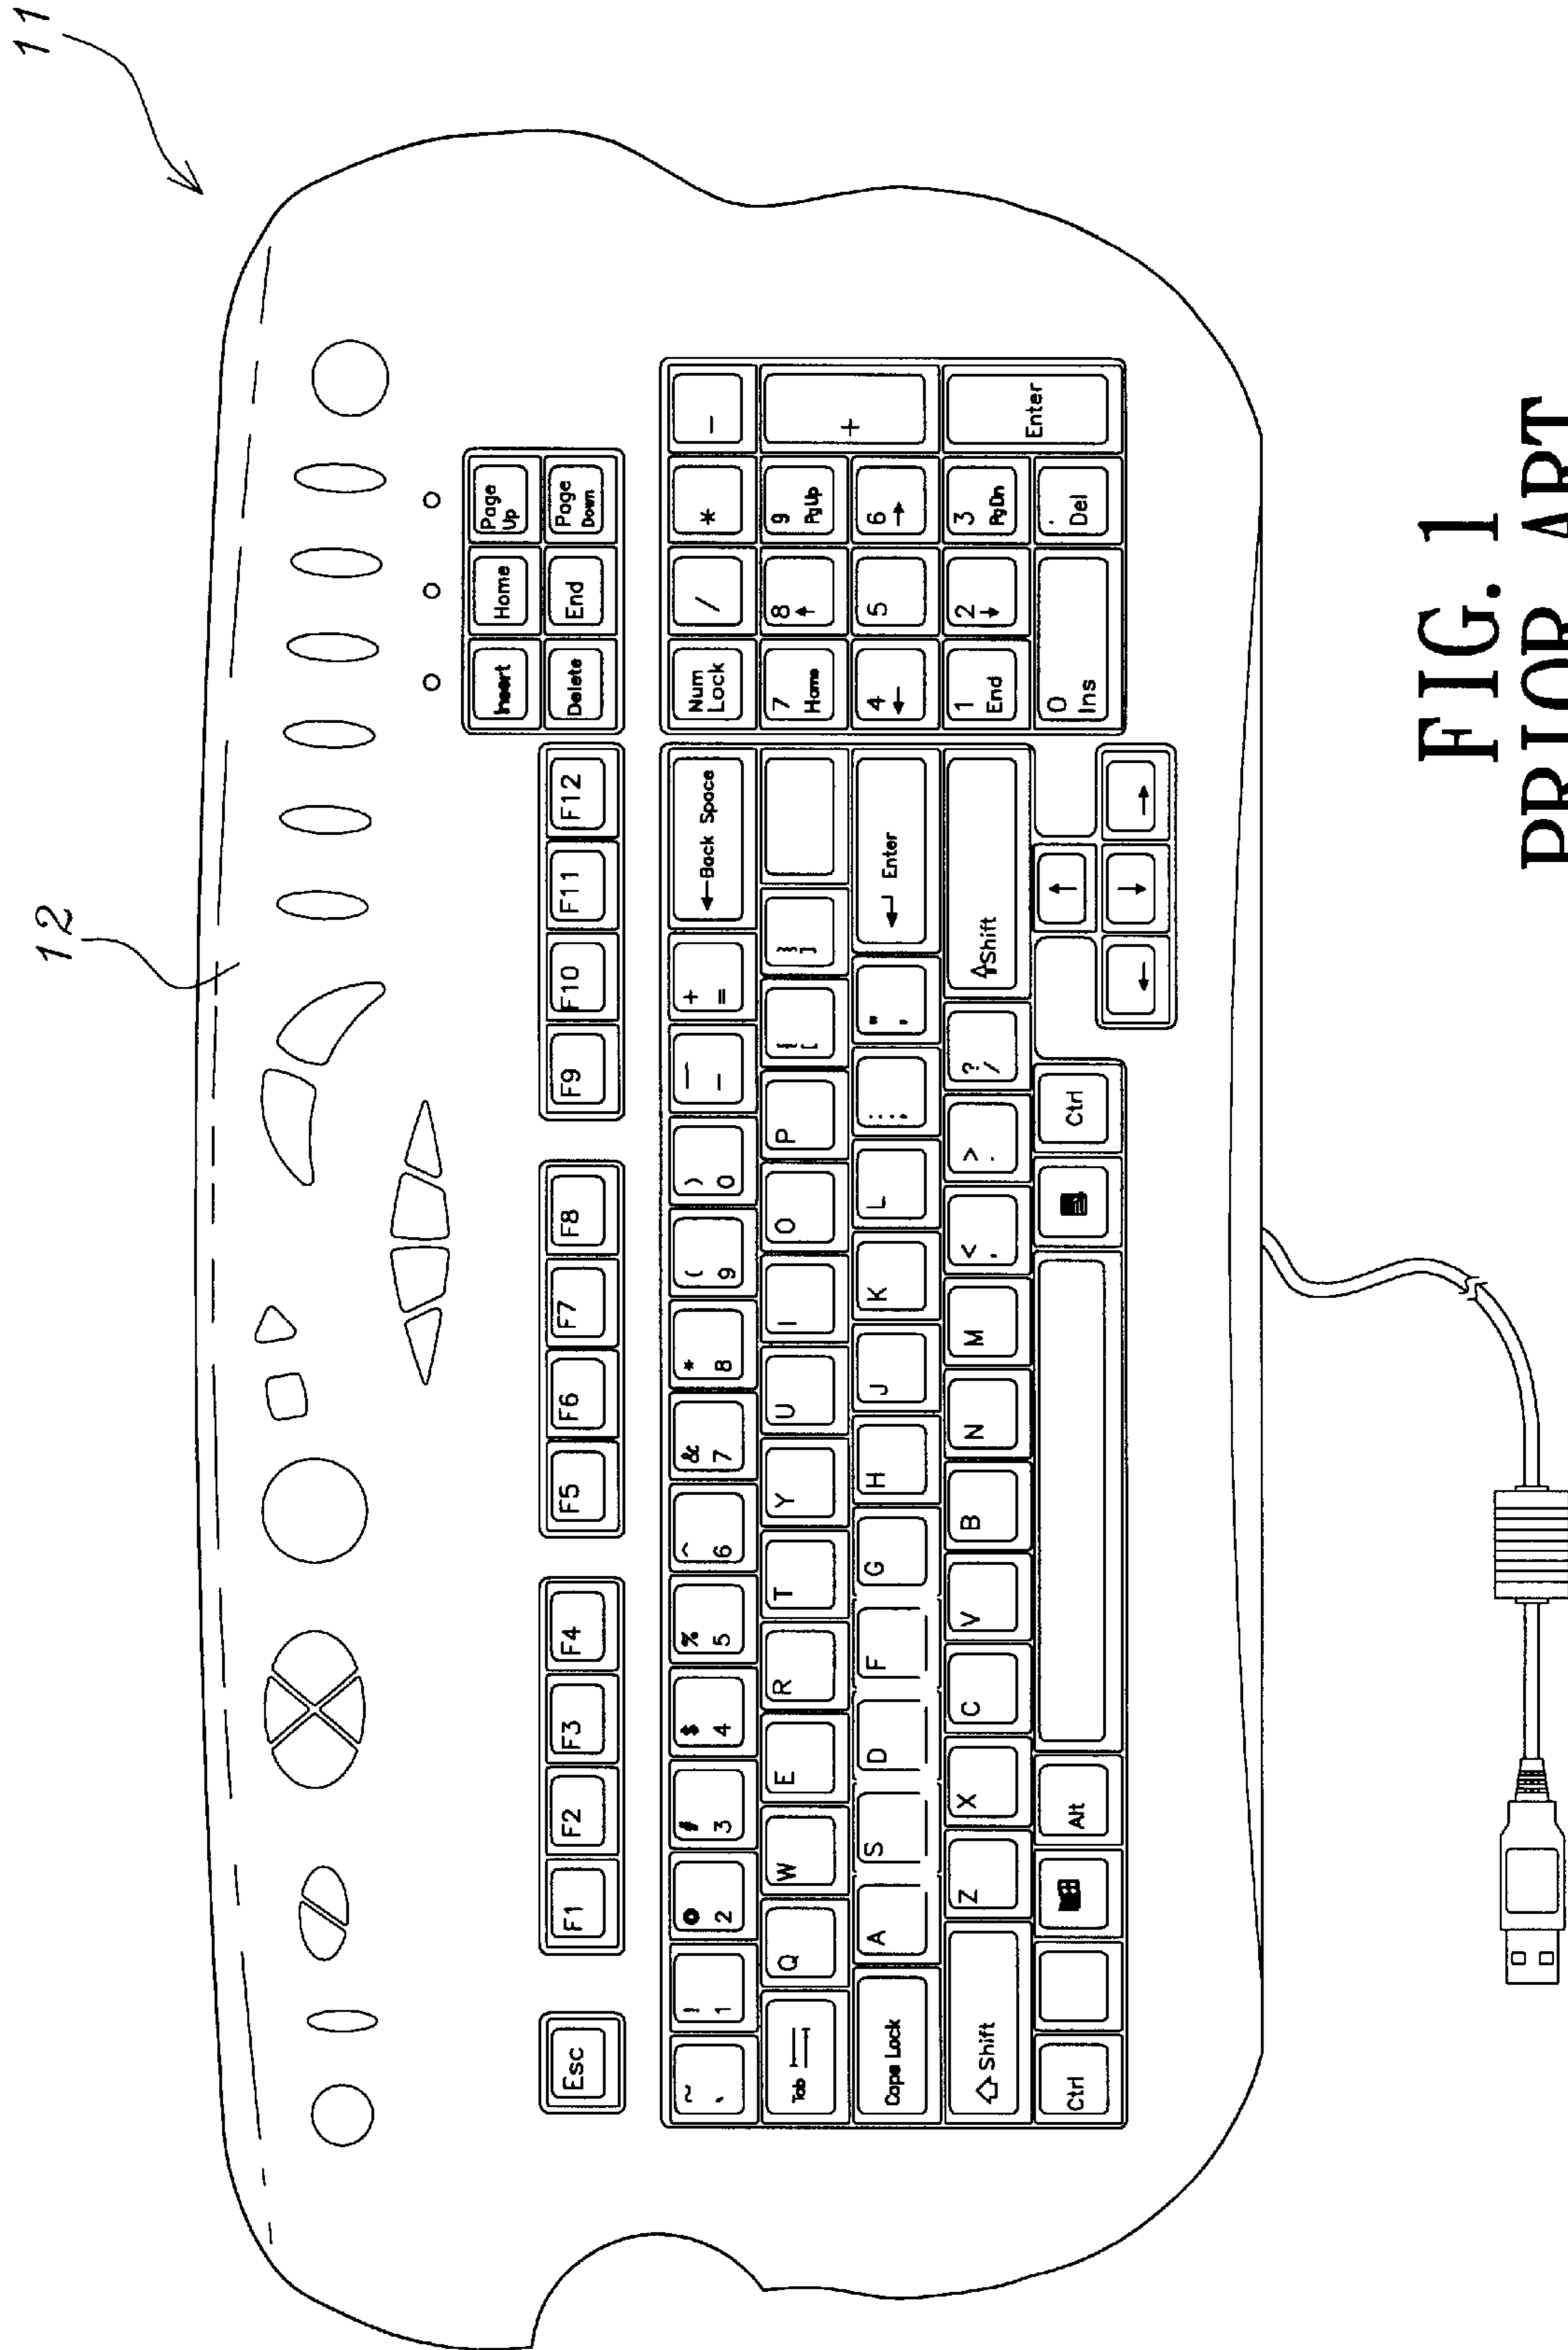 11
12
Esc F1 F2 F3 F4 F5 F6 F7 F8 F9 F10 F11 F12
Insert Home Page Up
Delete End Page Down
~ ! # $ % ^ & * ( ) — +
` 1 2 3 4 5 6 7 8 9 0 – = ←Back Space
Tab Q W E R T Y U I O P { [ } ]
Caps Lock A S D F G H J K L : ; " ' ↵ Enter
⇧ Shift Z X C V B N M < , > . ? / ⇧Shift
Ctrl Alt Ctrl
↑
← ↓ →
Num Lock / * –
7 Home 8 ↑ 9 PgUp +
4 ← 5 6 →
1 End 2 ↓ 3 PgDn Enter
0 Ins . Del
FIG. 1
PRIOR ART